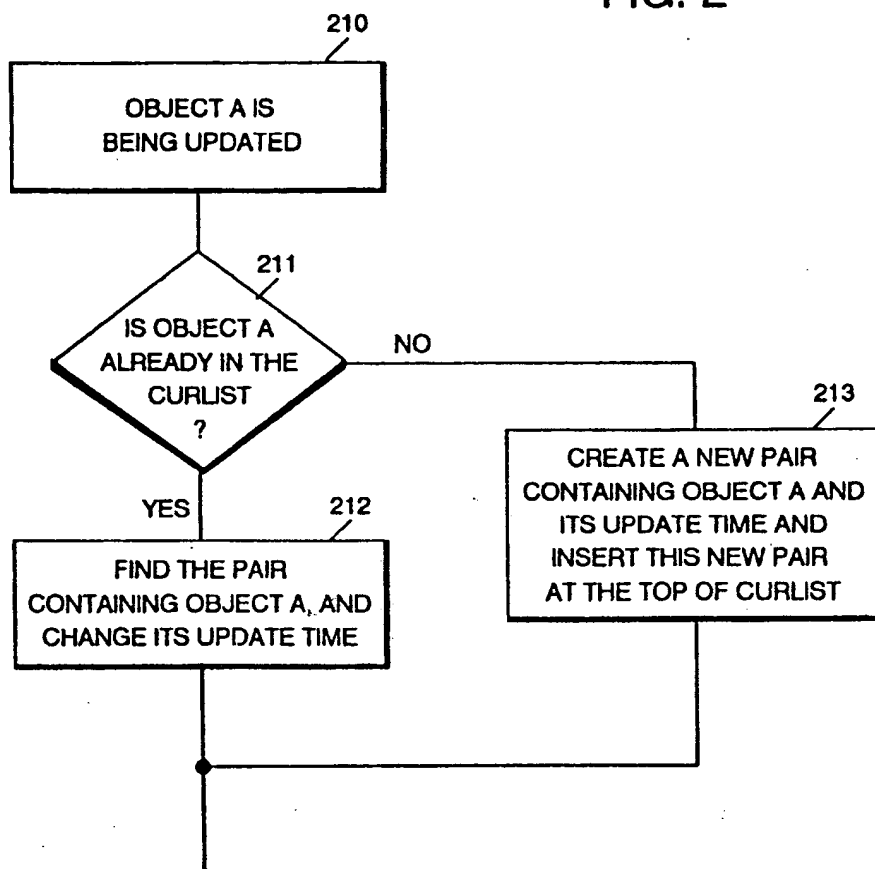 FIG. 2
210
OBJECT A IS
BEING UPDATED
211
IS OBJECT A
ALREADY IN THE
CURLIST
?
NO
YES
212
FIND THE PAIR
CONTAINING OBJECT A, AND
CHANGE ITS UPDATE TIME
213
CREATE A NEW PAIR
CONTAINING OBJECT A AND
ITS UPDATE TIME AND
INSERT THIS NEW PAIR
AT THE TOP OF CURLIST